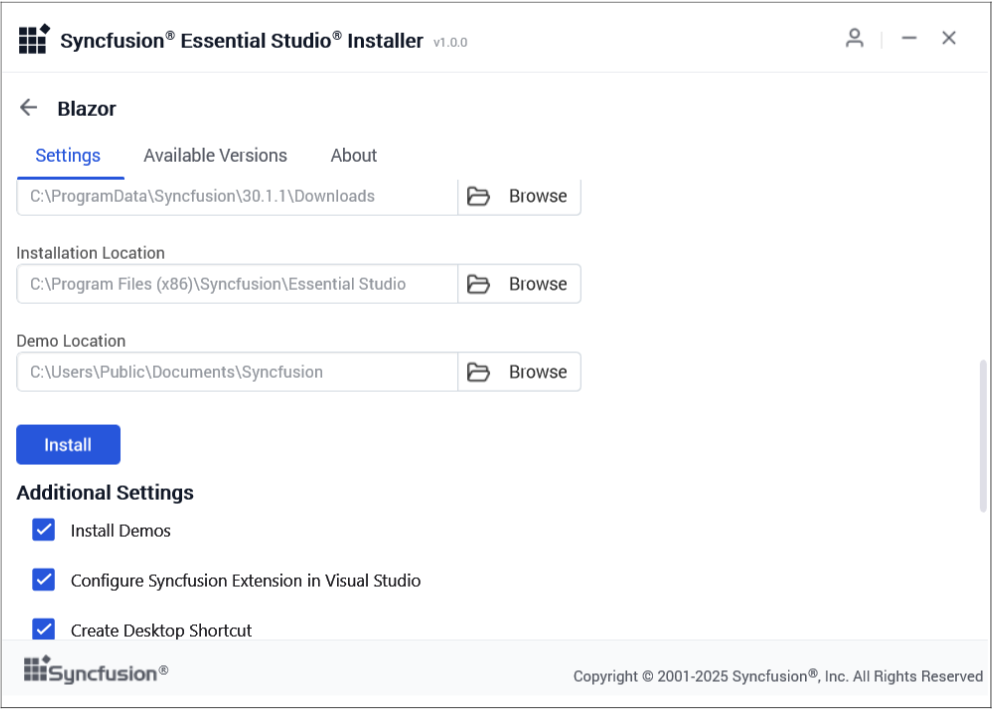 Syncfusion® Essential Studio® Installer v1.0.0
Blazor
Settings Available Versions About
C:\ProgramData\Syncfusion\30.1.1\Downloads Browse
Installation Location
C:\Program Files (x86)\Syncfusion\Essential Studio Browse
Demo Location
C:\Users\Public\Documents\Syncfusion Browse
Install
Additional Settings
Install Demos
Configure Syncfusion Extension in Visual Studio
Create Desktop Shortcut
Syncfusion®
Copyright © 2001-2025 Syncfusion®, Inc. All Rights Reserved